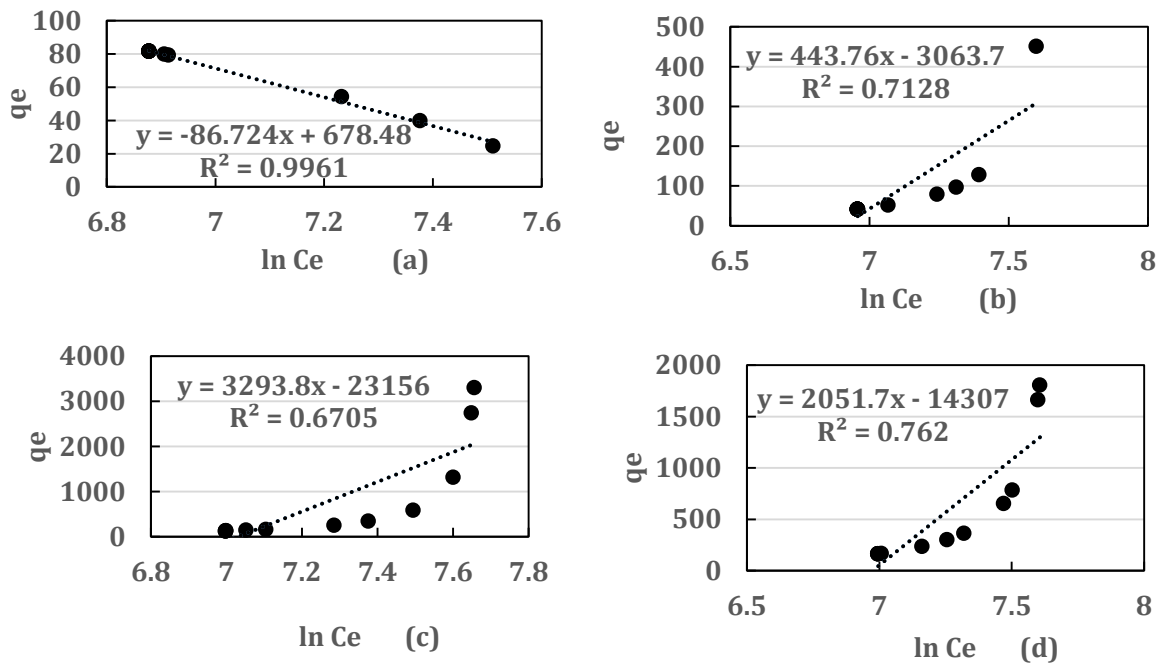 100
80
60
40
20
0
qe
y = -86.724x + 678.48
R² = 0.9961
6.8 7 7.2 7.4 7.6
ln Ce (a)
500
400
300
200
100
0
qe
y = 443.76x - 3063.7
R² = 0.7128
6.5 7 7.5 8
ln Ce (b)
4000
3000
2000
1000
0
qe
y = 3293.8x - 23156
R² = 0.6705
6.8 7 7.2 7.4 7.6 7.8
ln Ce (c)
2000
1500
1000
500
0
qe
y = 2051.7x - 14307
R² = 0.762
6.5 7 7.5 8
ln Ce (d)